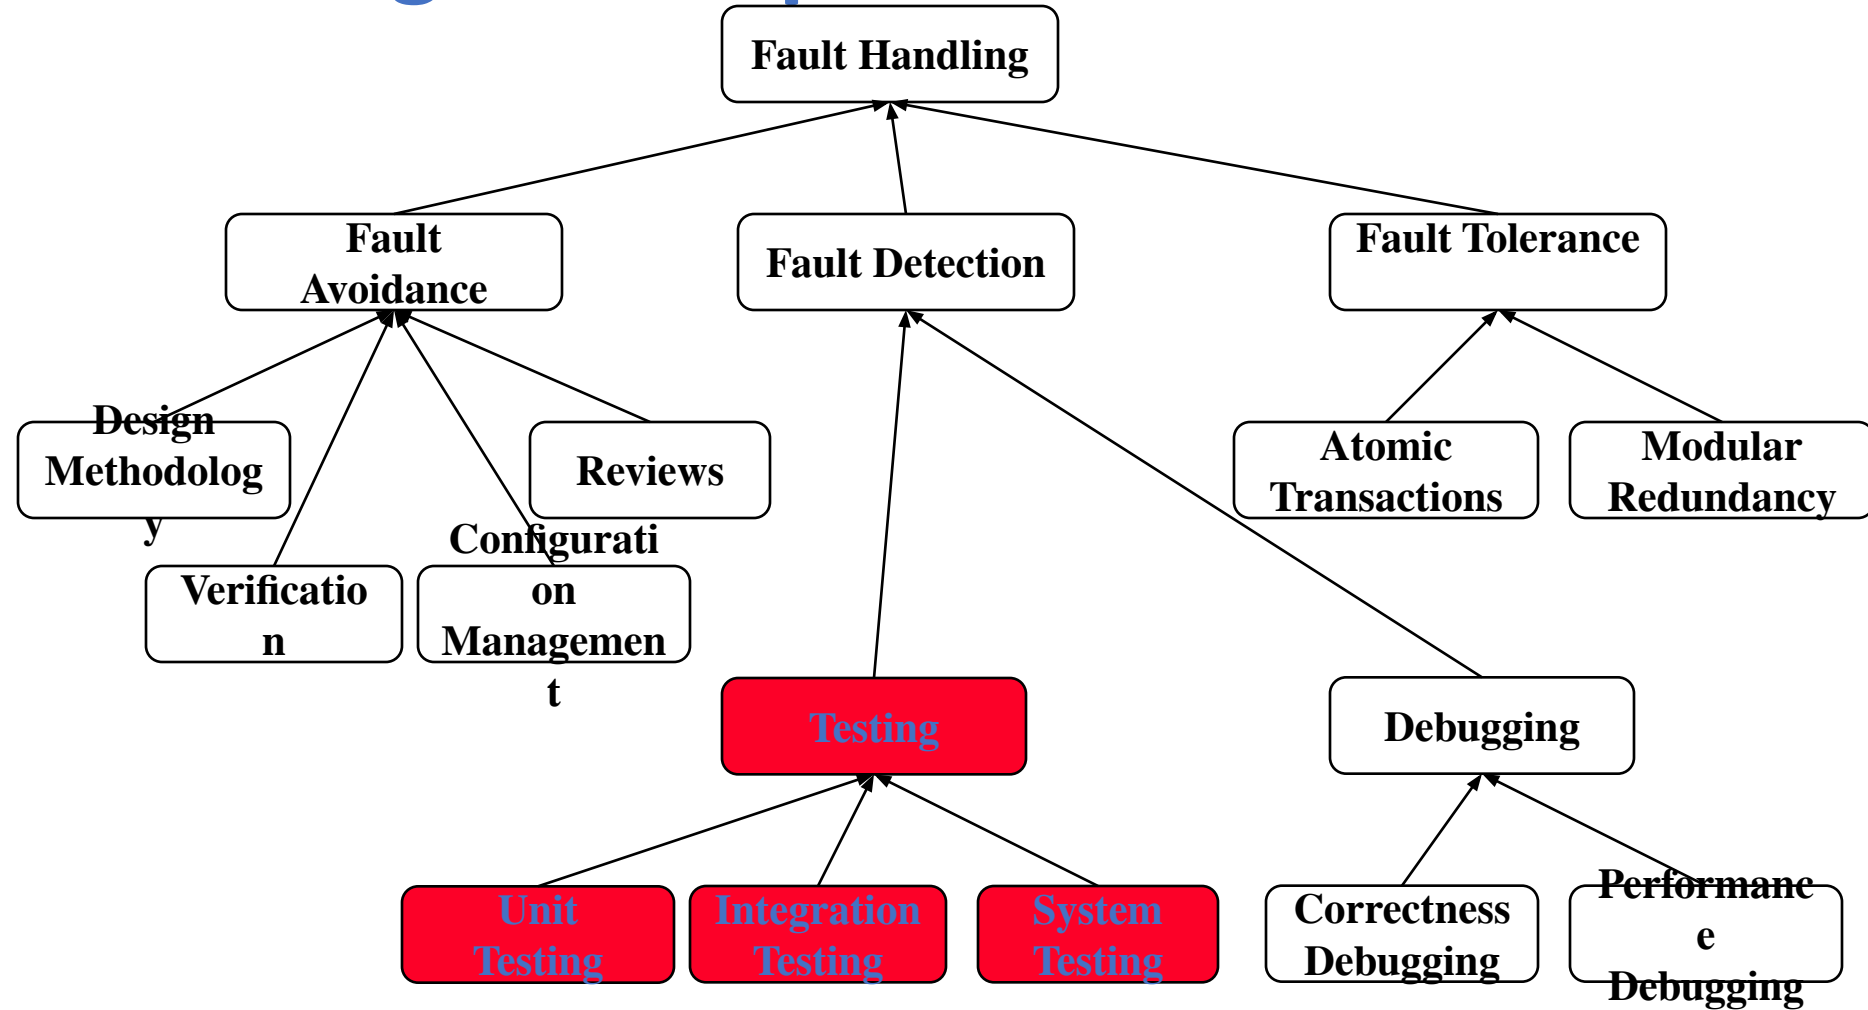 Fault Handling
Fault
Avoidance
Fault Detection
Fault Tolerance
Design
Methodolog
y
Reviews
Atomic
Transactions
Modular
Redundancy
Verificatio
n
Configurati
on
Managemen
t
Testing
Debugging
Unit
Testing
Integration
Testing
System
Testing
Correctness
Debugging
Performanc
e
Debugging